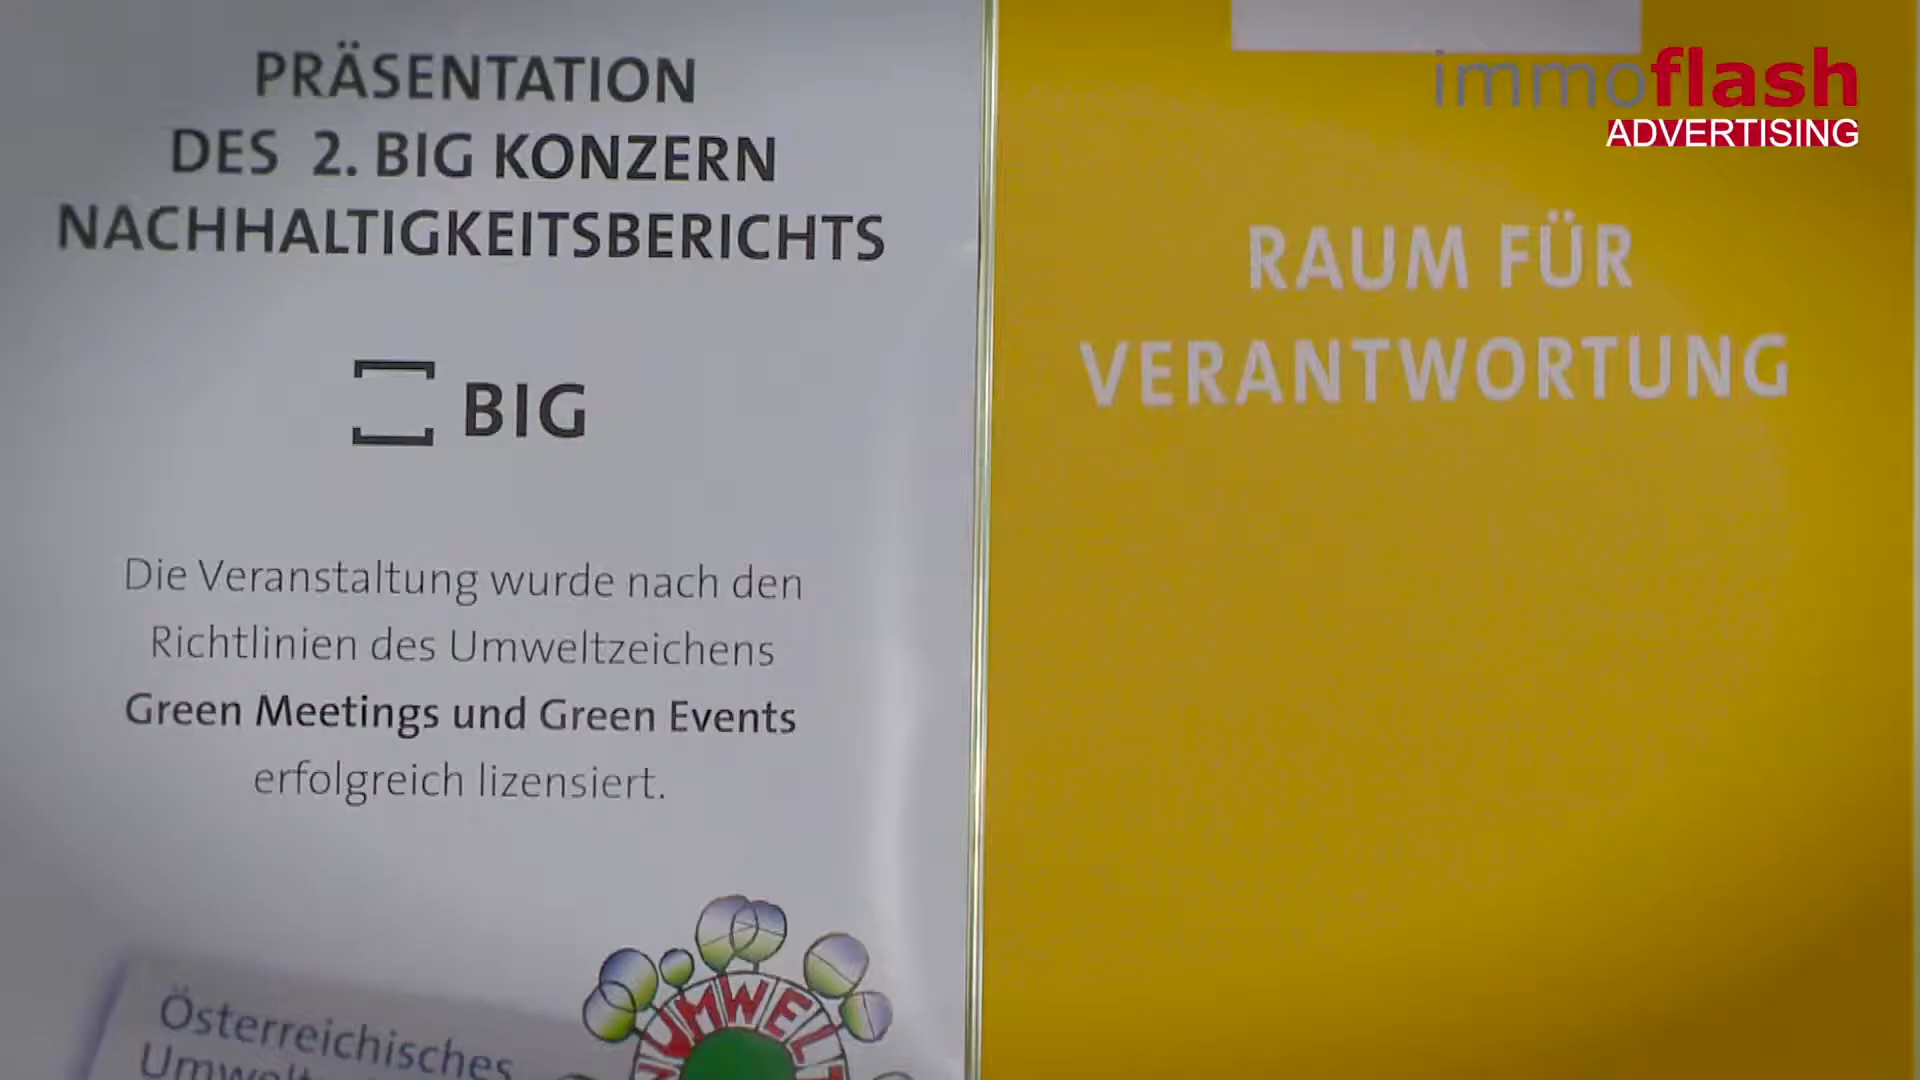 PRÄSENTATION
DES 2. BIG KONZERN
NACHHALTIGKEITSBERICHTS
BIG
Die Veranstaltung wurde nach den
Richtlinien des Umweltzeichens
Green Meetings und Green Events
erfolgreich lizensiert.
Österreichisches
UMWELT
RAUM FÜR
VERANTWORTUNG
immoflash
ADVERTISING